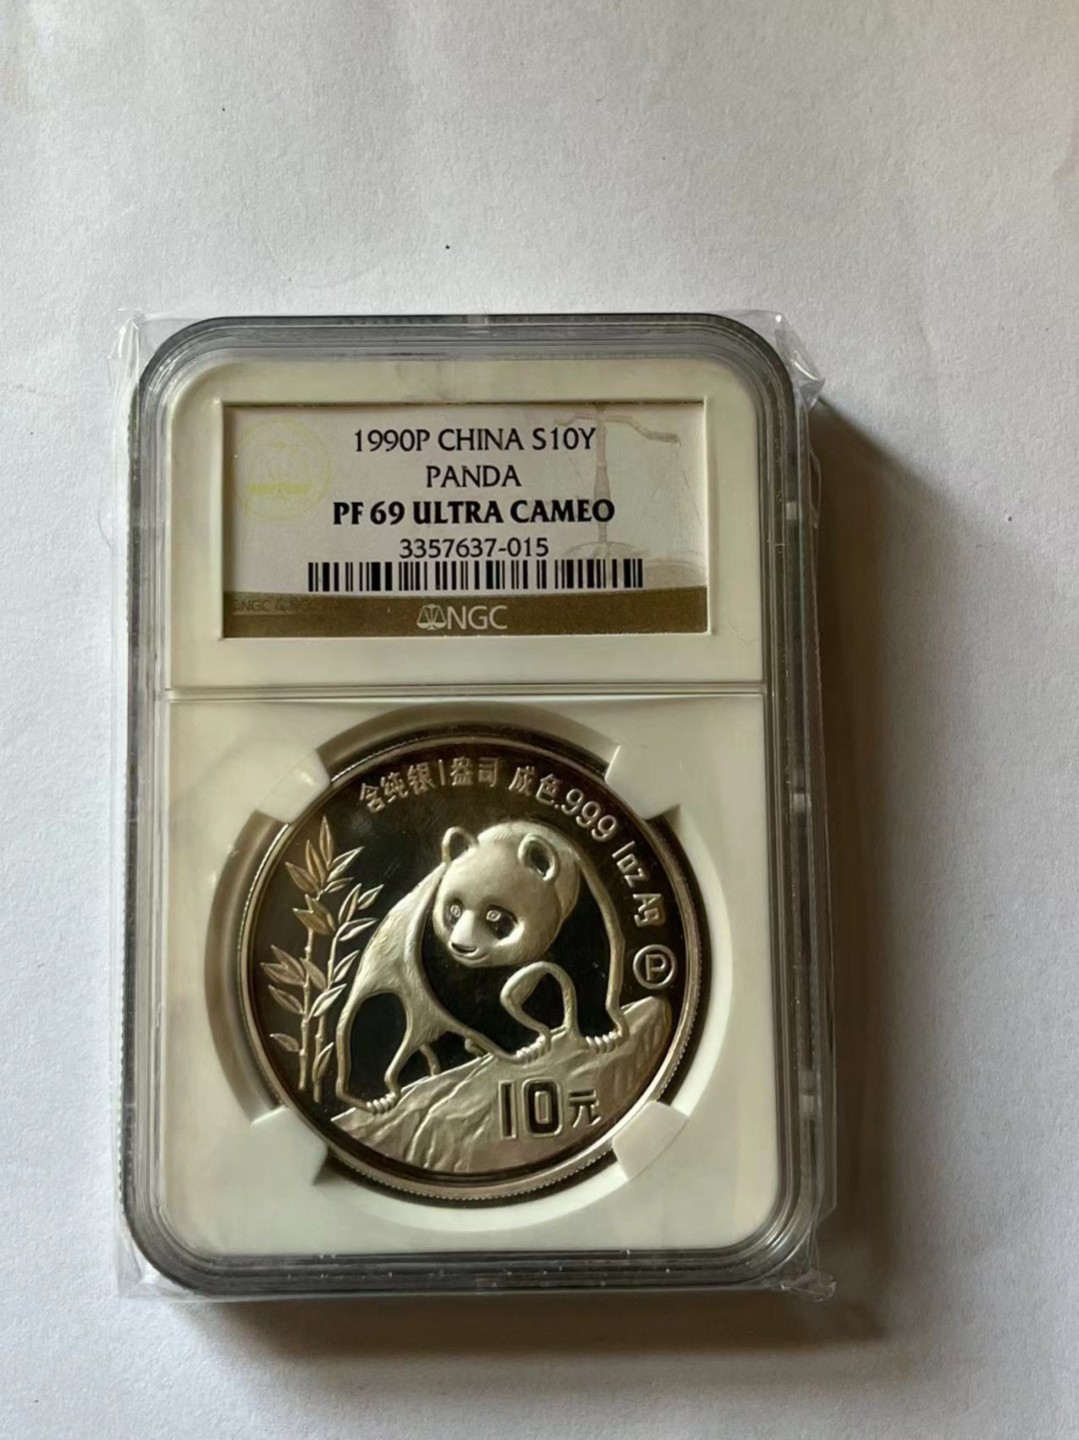 1990P CHINA S10Y
PANDA
PF 69 ULTRA CAMEO
3357637-015
NGC
含纯银1盎司 成色.999 1oz Ag
P
10元